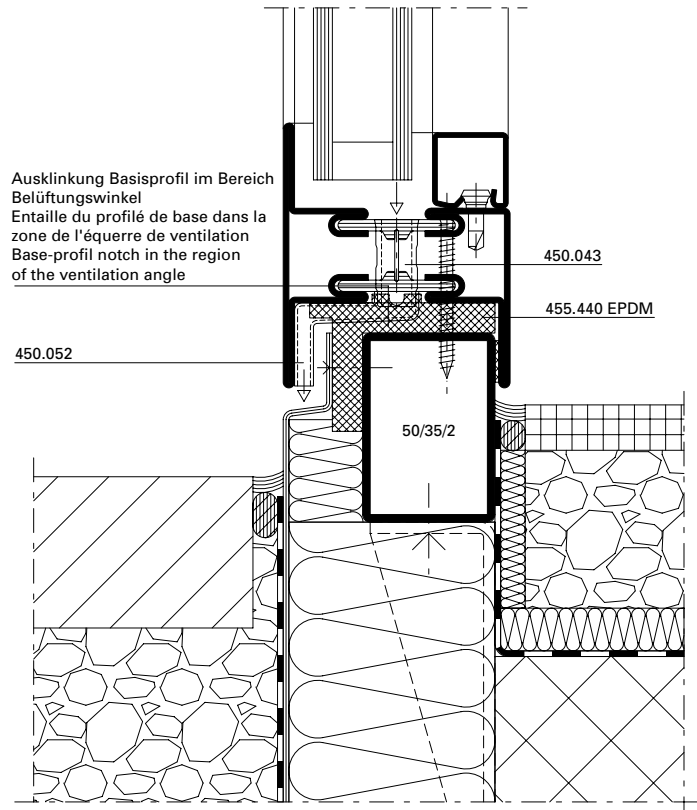 Ausklinkung Basisprofil im Bereich
Belüftungswinkel
Entaille du profilé de base dans la
zone de l'équerre de ventilation
Base-profil notch in the region
of the ventilation angle
450.043
455.440 EPDM
450.052
50/35/2